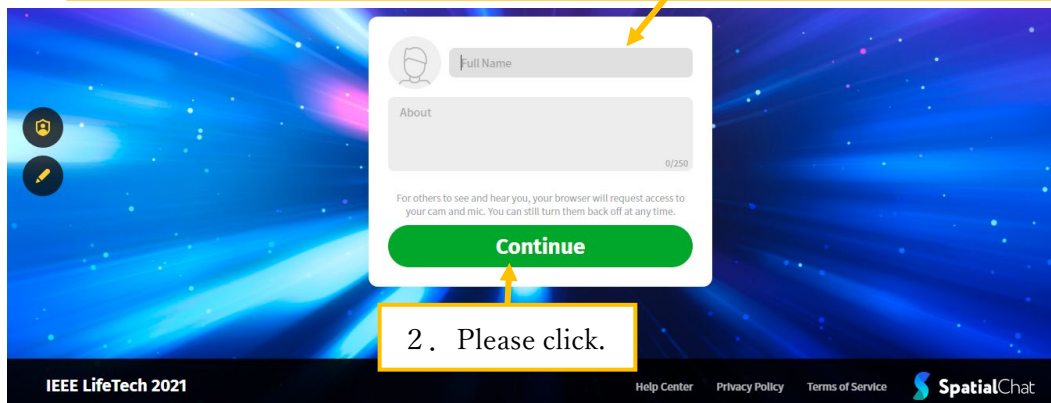 Full Name
About
0/250
For others to see and hear you, your browser will request access to
your cam and mic. You can still turn them back off at any time.
Continue
2．Please click.
IEEE LifeTech 2021
Help Center Privacy Policy Terms of Service SpatialChat